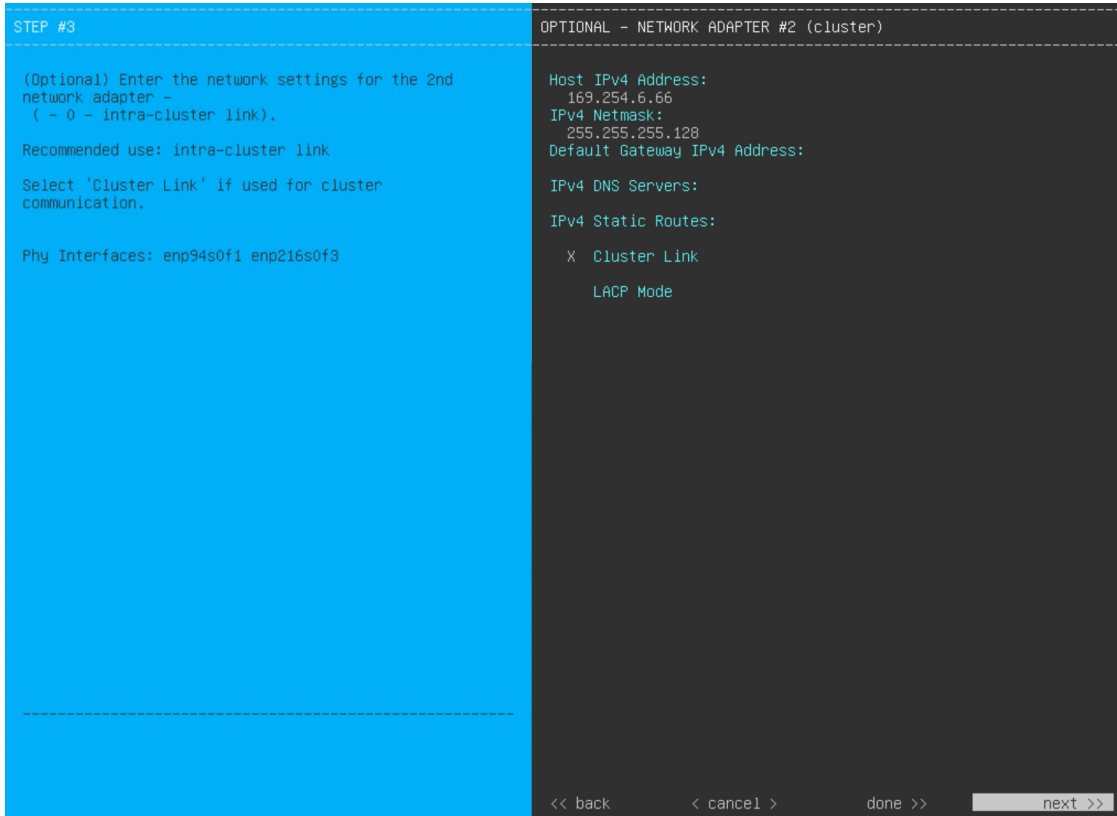 STEP #3
(Optional) Enter the network settings for the 2nd
network adapter -
( - 0 - intra-cluster link).
Recommended use: intra-cluster link
Select 'Cluster Link' if used for cluster
communication.
Phy Interfaces: enp94s0f1 enp216s0f3
OPTIONAL - NETWORK ADAPTER #2 (cluster)
Host IPv4 Address:
169.254.6.66
IPv4 Netmask:
255.255.255.128
Default Gateway IPv4 Address:
IPv4 DNS Servers:
IPv4 Static Routes:
X Cluster Link
LACP Mode
<< back < cancel > done >> next >>